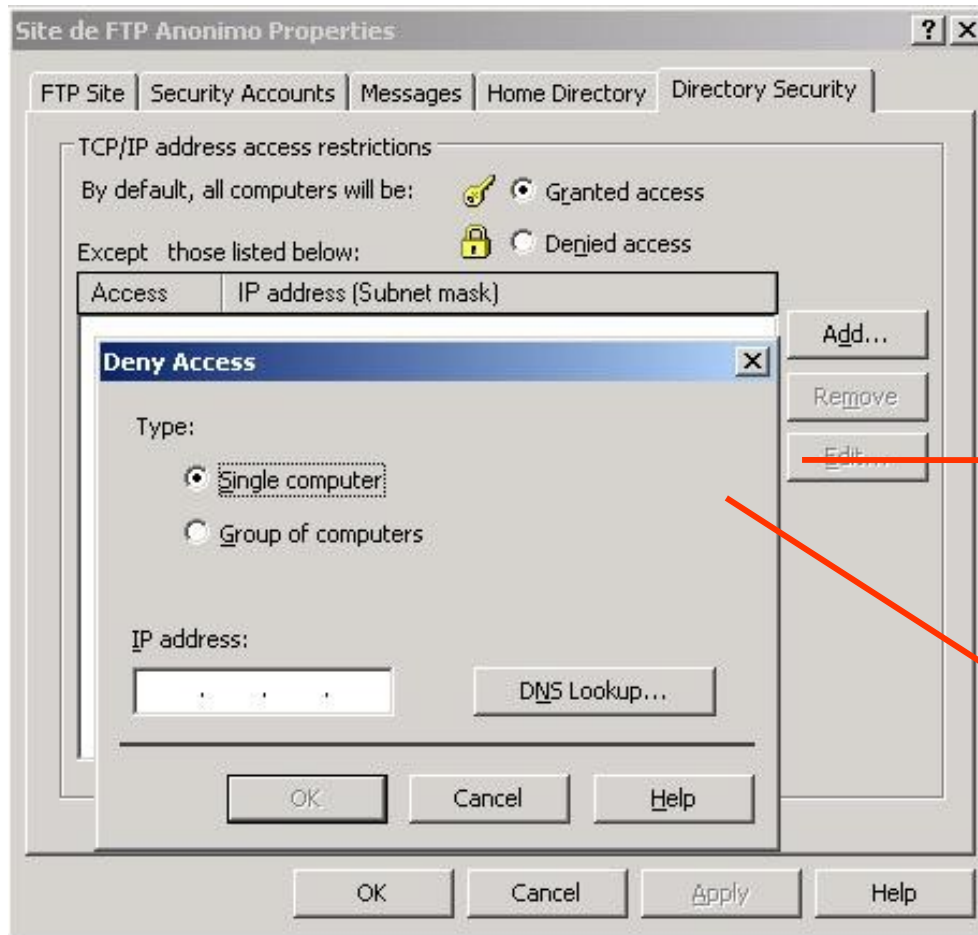 Site de FTP Anonimo Properties
FTP Site Security Accounts Messages Home Directory Directory Security
TCP/IP address access restrictions
By default, all computers will be: Granted access
Denied access
Except those listed below:
Access IP address (Subnet mask)
Add...
Remove
Edit...
Deny Access
Type:
Single computer
Group of computers
IP address:
DNS Lookup...
OK Cancel Help
OK Cancel Apply Help